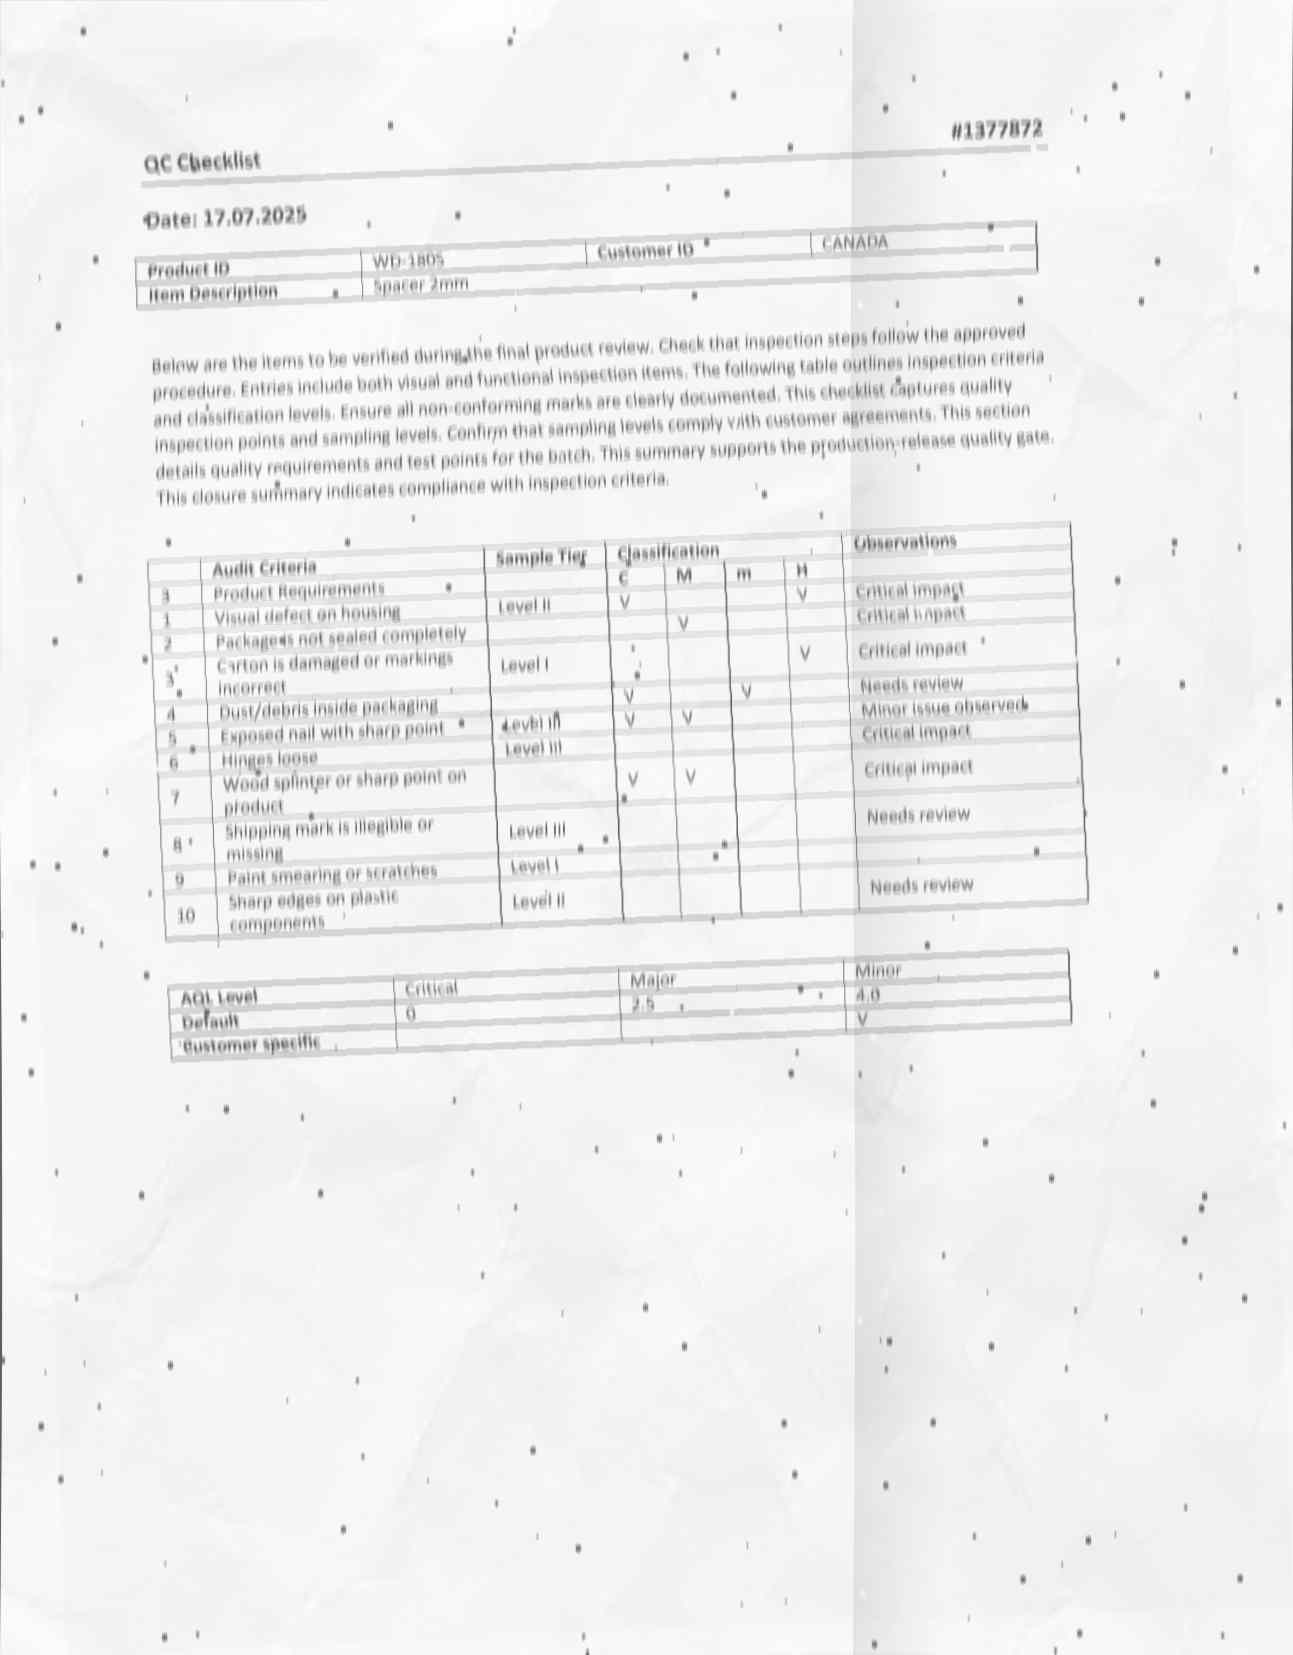 #1377872
QC Checklist
Date: 17.07.2025
Product ID WD-1805 Customer ID CANADA
Item Description Spacer 2mm
Below are the items to be verified during the final product review. Check that inspection steps follow the approved
procedure. Entries include both visual and functional inspection items. The following table outlines inspection criteria
and classification levels. Ensure all non-conforming marks are clearly documented. This checklist captures quality
inspection points and sampling levels. Confirm that sampling levels comply with customer agreements. This section
details quality requirements and test points for the batch. This summary supports the production-release quality gate.
This closure summary indicates compliance with inspection criteria.
Audit Criteria Sample Tier Classification Observations
3 Product Requirements C M m H
1 Visual defect on housing Level II V V Critical impact
2 Package is not sealed completely V Critical impact
3 Carton is damaged or markings
incorrect Level I V Critical impact
4 Dust/debris inside packaging V V Needs review
5 Exposed nail with sharp point Level III V V Minor issue observed
6 Hinges loose Level III Critical impact
7 Wood splinter or sharp point on
product V V Critical impact
8 Shipping mark is illegible or
missing Level III Needs review
9 Paint smearing or scratches Level I
10 Sharp edges on plastic
components Level II Needs review
AQL Level Critical Major Minor
Default 0 2.5 4.0
Customer specific V